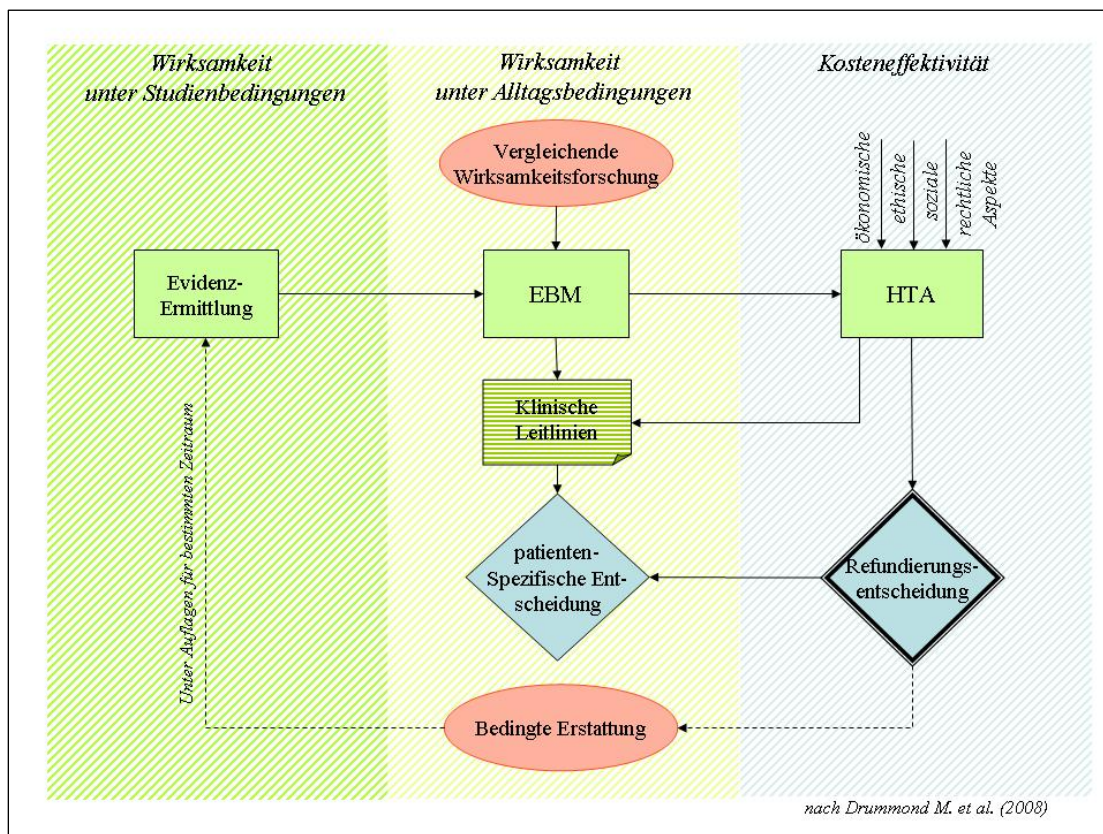 Wirksamkeit
unter Studienbedingungen
Wirksamkeit
unter Alltagsbedingungen
Kosteneffektivität
Vergleichende
Wirksamkeitsforschung
ökonomische
ethische
soziale
rechtliche
Aspekte
Evidenz-
Ermittlung
EBM
HTA
Klinische
Leitlinien
Unter Auflagen für bestimmten Zeitraum
patienten-
Spezifische Ent-
scheidung
Refundierungs-
entscheidung
Bedingte Erstattung
nach Drummond M. et al. (2008)